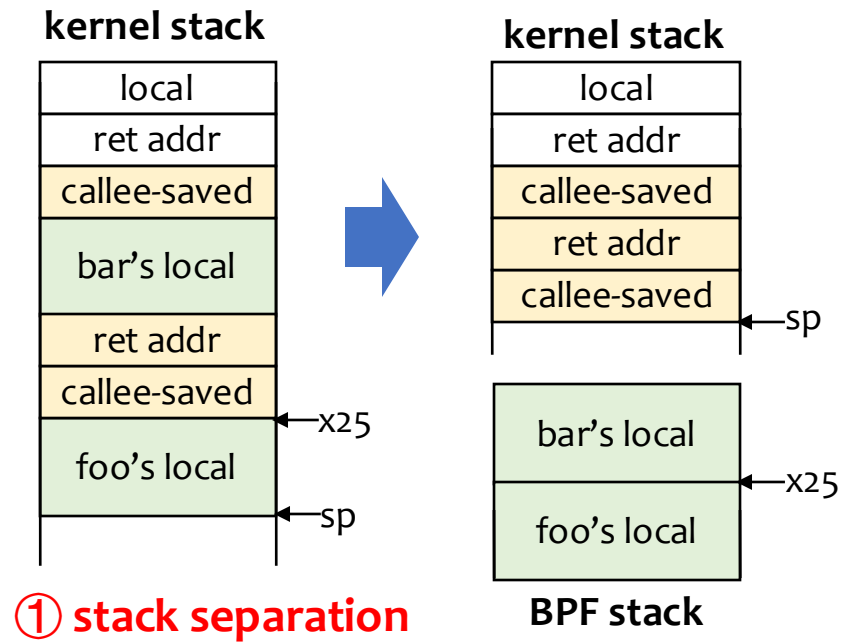 kernel stack
local
ret addr
callee-saved
bar's local
ret addr
callee-saved
x25
foo's local
sp
① stack separation
kernel stack
local
ret addr
callee-saved
ret addr
callee-saved
sp
bar's local
x25
foo's local
BPF stack